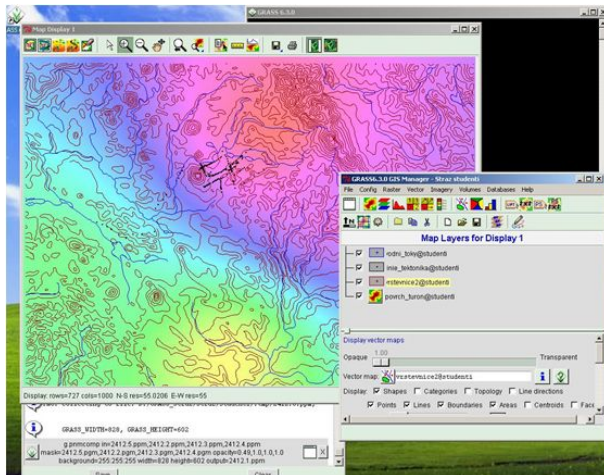 GRASS 6.3.0
Map Display 1
GRASS6.3.0 GIS Manager - Straz studenti
File Config Raster Vector Imagery Volumes Databases Help
Map Layers for Display 1
vodni_toky@studenti
linie_tektonika@studenti
vrstevnice2@studenti
povrch_turon@studenti
Display vector maps
Opaque 1.00 Transparent
Vector map: vrstevnice2@studenti
Display: Shapes Categories Topology Line directions
Points Lines Boundaries Areas Centroids Face
Display: rows=727 cols=1000 N-S res=55.0206 E-W res=55
GRASS_WIDTH=828, GRASS_HEIGHT=602
g.pnmcomp in=2412.5.ppm,2412.2.ppm,2412.3.ppm,2412.4.ppm
mask=2412.5.pgm,2412.2.pgm,2412.3.pgm,2412.4.pgm opacity=0.49,1.0,1.0,1.0
background=255:255:255 width=828 height=602 output=2412.1.ppm
Save Clear